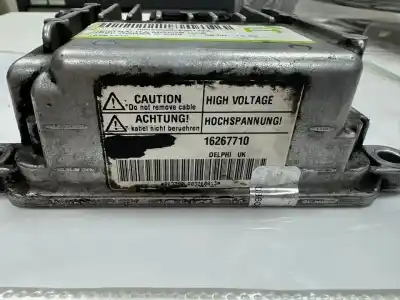 CAUTION
"Do not remove cable
HIGH VOLTAGE
ACHTUNG!
kabel nicht beruehren
HOCHSPANNUNG!
16267710
DELPHI UK